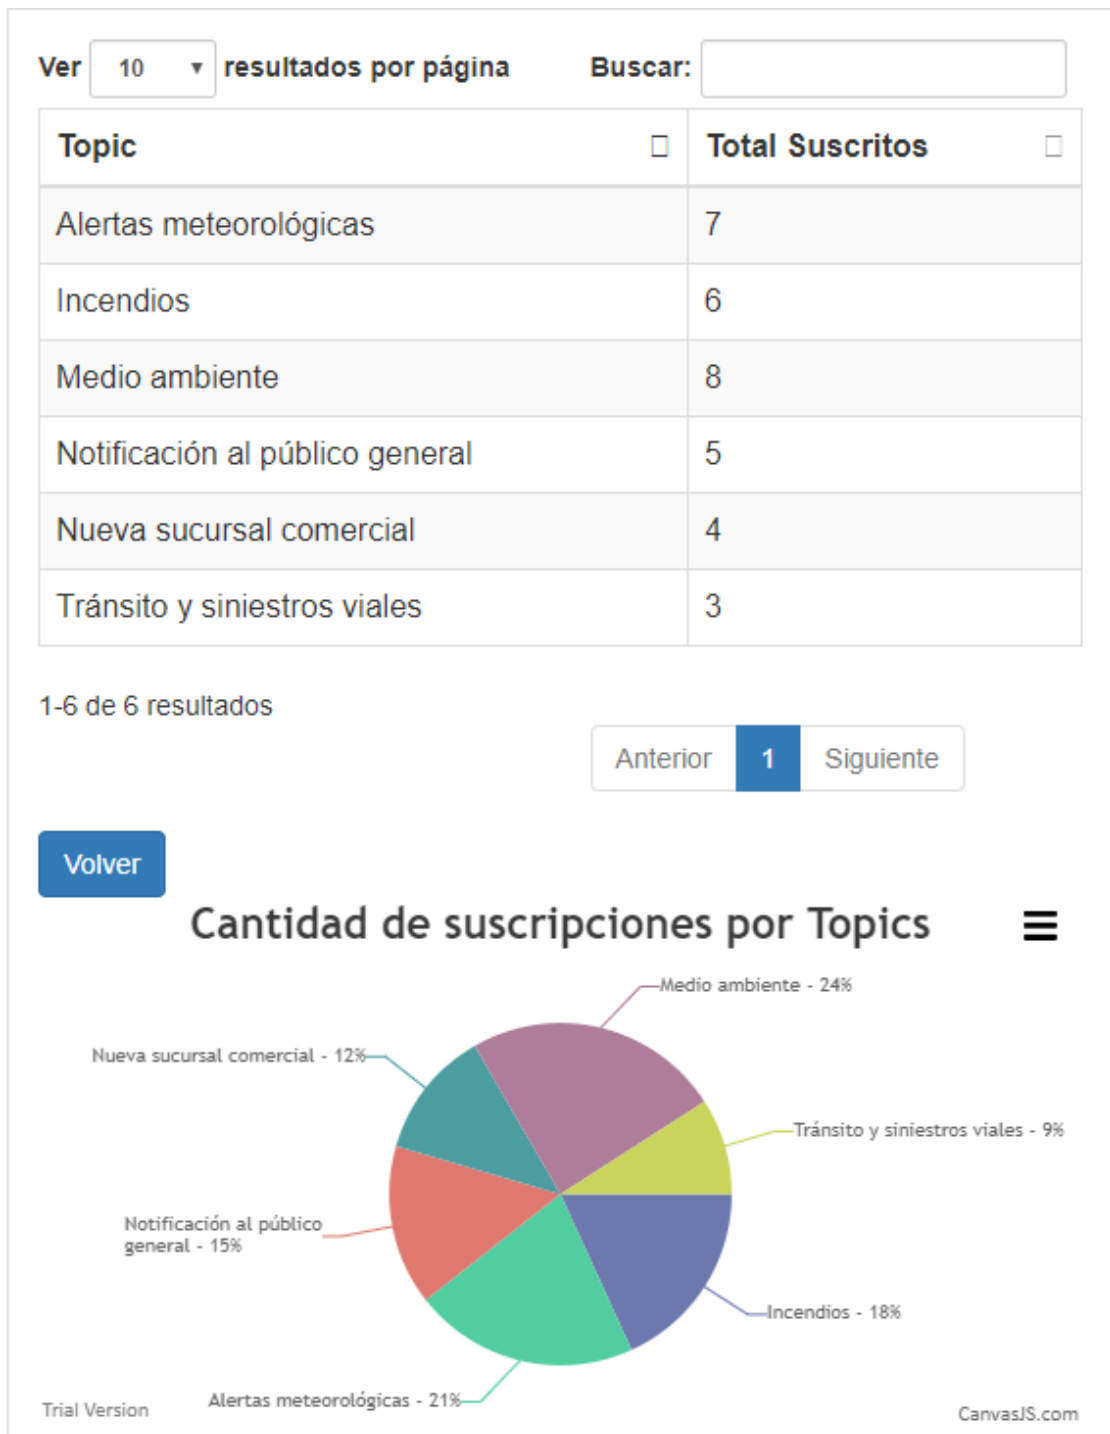 Ver 10 resultados por página Buscar:
Topic Total Suscritos
Alertas meteorológicas 7
Incendios 6
Medio ambiente 8
Notificación al público general 5
Nueva sucursal comercial 4
Tránsito y siniestros viales 3
1-6 de 6 resultados
Anterior 1 Siguiente
Volver
Cantidad de suscripciones por Topics
Medio ambiente - 24%
Nueva sucursal comercial - 12%
Tránsito y siniestros viales - 9%
Notificación al público
general - 15%
Incendios - 18%
Alertas meteorológicas - 21%
Trial Version
CanvasJS.com